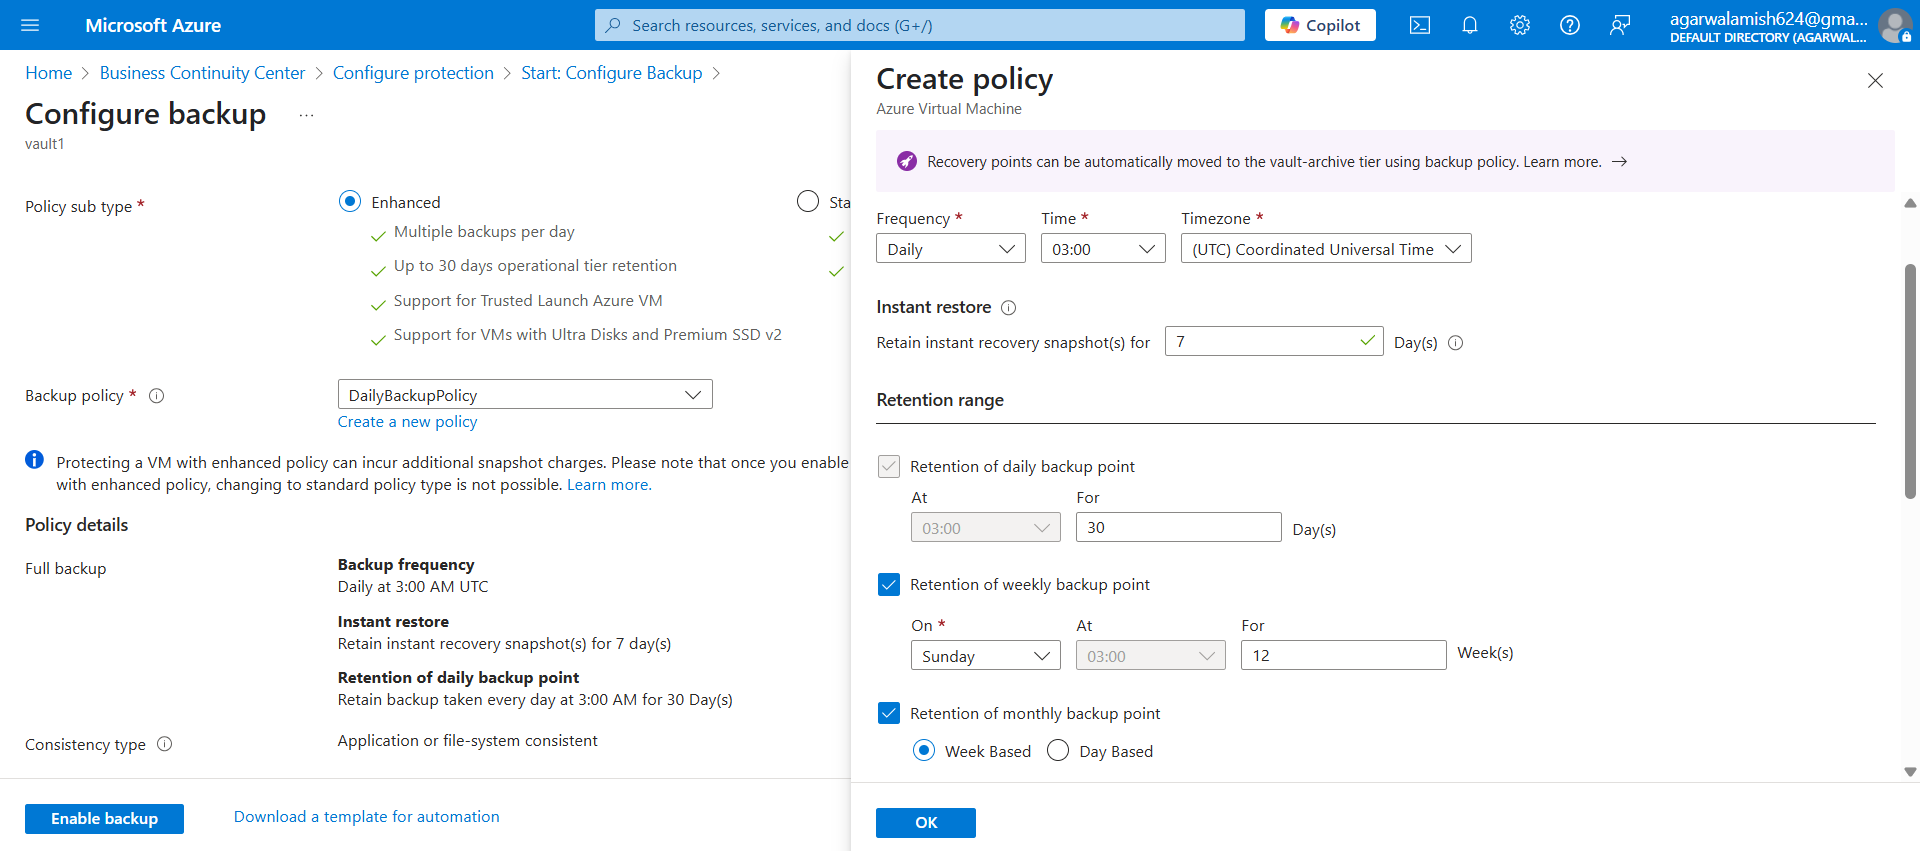 Microsoft Azure
Search resources, services, and docs (G+/)
Copilot
agarwalamish624@gma...
DEFAULT DIRECTORY (AGARWAL...
Home > Business Continuity Center > Configure protection > Start: Configure Backup >
Configure backup ...
vault1
Policy sub type *
Enhanced
Multiple backups per day
Up to 30 days operational tier retention
Support for Trusted Launch Azure VM
Support for VMs with Ultra Disks and Premium SSD v2
Sta
Backup policy *
DailyBackupPolicy
Create a new policy
Protecting a VM with enhanced policy can incur additional snapshot charges. Please note that once you enable
with enhanced policy, changing to standard policy type is not possible. Learn more.
Policy details
Full backup
Backup frequency
Daily at 3:00 AM UTC
Instant restore
Retain instant recovery snapshot(s) for 7 day(s)
Retention of daily backup point
Retain backup taken every day at 3:00 AM for 30 Day(s)
Consistency type
Application or file-system consistent
Enable backup
Download a template for automation
Create policy
Azure Virtual Machine
Recovery points can be automatically moved to the vault-archive tier using backup policy. Learn more. →
Frequency * Time * Timezone *
Daily 03:00 (UTC) Coordinated Universal Time
Instant restore
Retain instant recovery snapshot(s) for 7 Day(s)
Retention range
Retention of daily backup point
At For
03:00 30 Day(s)
Retention of weekly backup point
On * At For
Sunday 03:00 12 Week(s)
Retention of monthly backup point
Week Based Day Based
OK